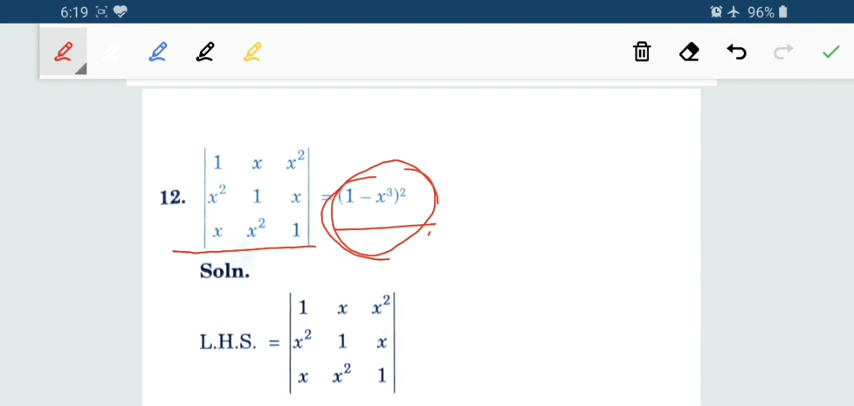 6:19 96%
1 x x²
12. x² 1 x = (1 – x³)²
x x² 1
Soln.
1 x x²
L.H.S. = x² 1 x
x x² 1